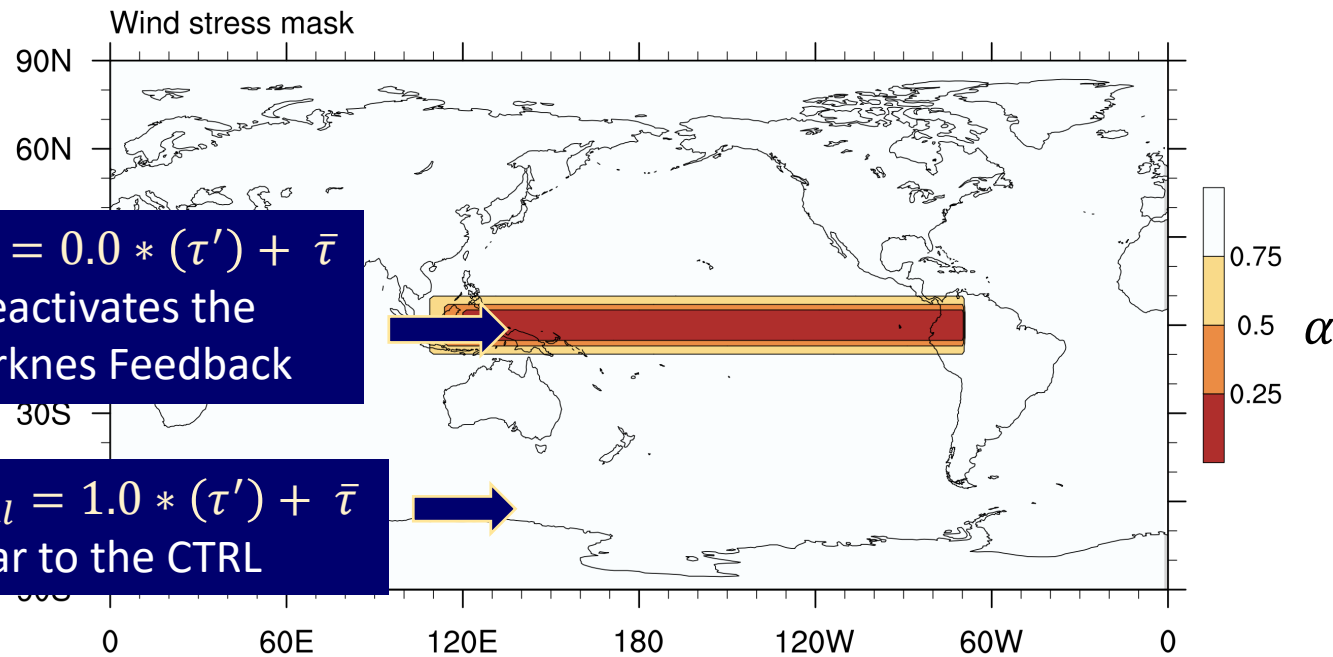 Wind stress mask
90N
60N
= 0.0 * (τ′) + τ̄
eactivates the
rknes Feedback
30S
l = 1.0 * (τ′) + τ̄
ar to the CTRL
0 60E 120E 180 120W 60W 0
0.75
0.5
0.25
α